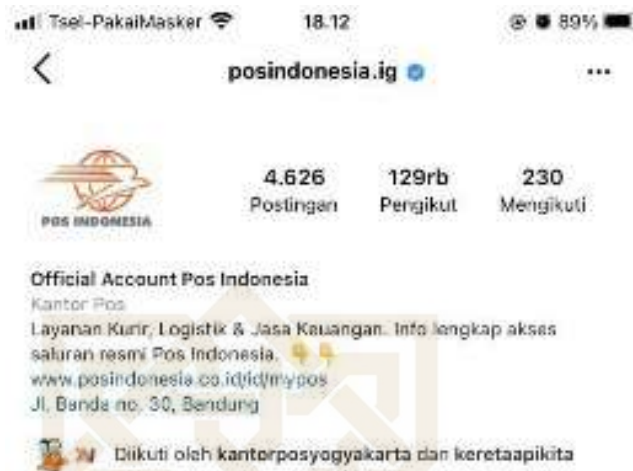 Tsel-PakaiMasker 18.12 89%
posindonesia.ig
4.626 129rb 230
Postingan Pengikut Mengikuti
POS INDONESIA
Official Account Pos Indonesia
Kantor Pos
Layanan Kurir, Logistik & Jasa Keuangan. Info lengkap akses
saluran resmi Pos Indonesia. 👇👇
www.posindonesia.co.id/id/mypos
Jl. Banda no. 30, Bandung
Diikuti oleh kantorposyogyakarta dan keretaapikita